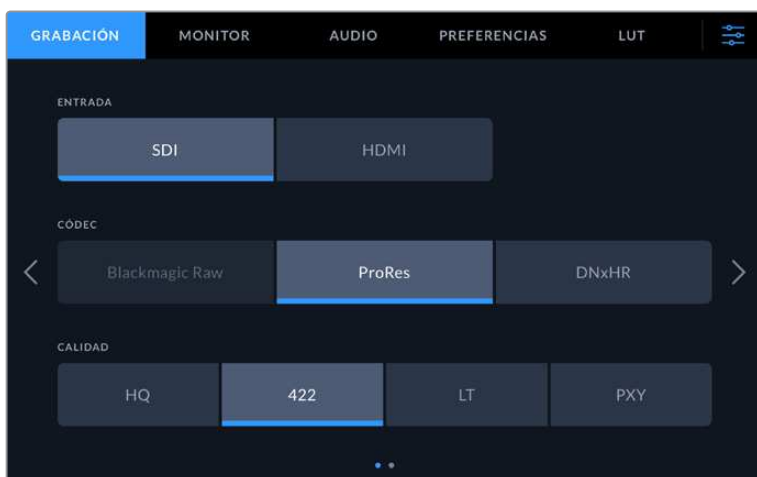 GRABACIÓN MONITOR AUDIO PREFERENCIAS LUT
ENTRADA
SDI HDMI
CÓDEC
Blackmagic Raw ProRes DNxHR
CALIDAD
HQ 422 LT PXY